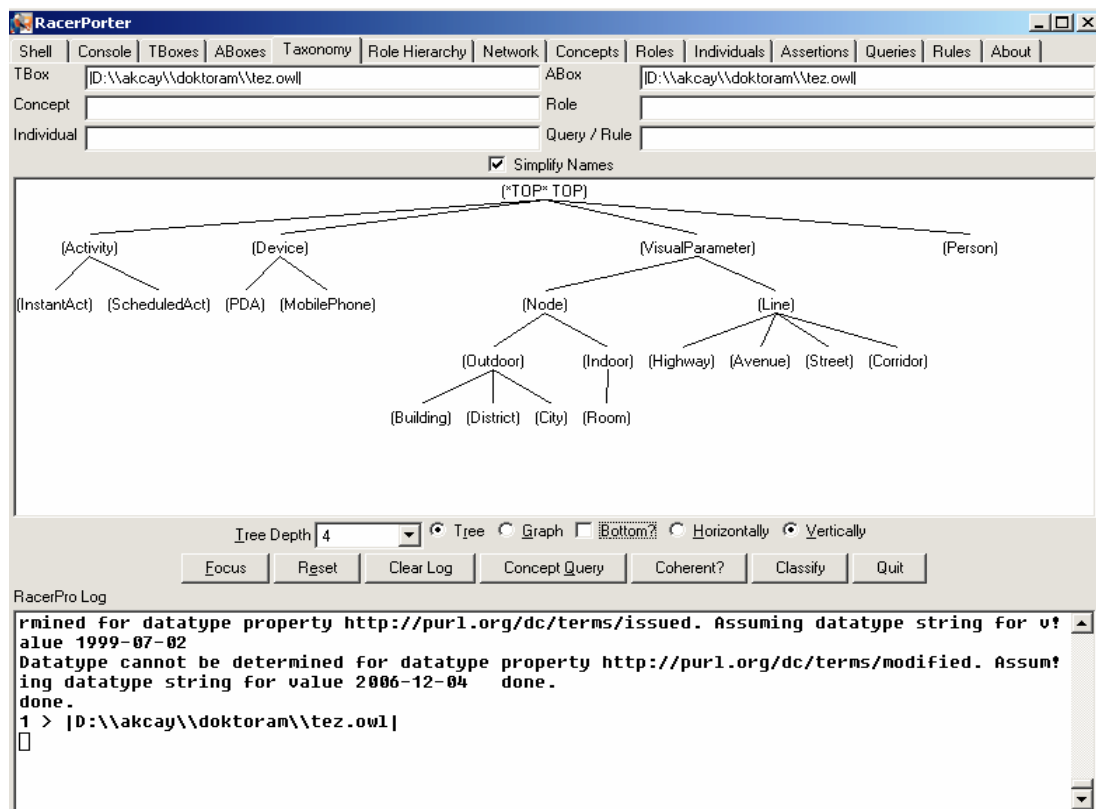 RacerPorter
Shell Console TBoxes ABoxes Taxonomy Role Hierarchy Network Concepts Roles Individuals Assertions Queries Rules About
TBox |D:\\akcay\\doktoram\\tez.owl| ABox |D:\\akcay\\doktoram\\tez.owl|
Concept Role
Individual Query / Rule
Simplify Names
(*TOP* TOP)
(Activity) (Device) (VisualParameter) (Person)
(InstantAct) (ScheduledAct) (PDA) (MobilePhone) (Node) (Line)
(Outdoor) (Indoor) (Highway) (Avenue) (Street) (Corridor)
(Building) (District) (City) (Room)
Tree Depth 4 Tree Graph Bottom? Horizontally Vertically
Focus Reset Clear Log Concept Query Coherent? Classify Quit
RacerPro Log
rmined for datatype property http://purl.org/dc/terms/issued. Assuming datatype string for v!
alue 1999-07-02
Datatype cannot be determined for datatype property http://purl.org/dc/terms/modified. Assum!
ing datatype string for value 2006-12-04 done.
done.
1 > |D:\\akcay\\doktoram\\tez.owl|